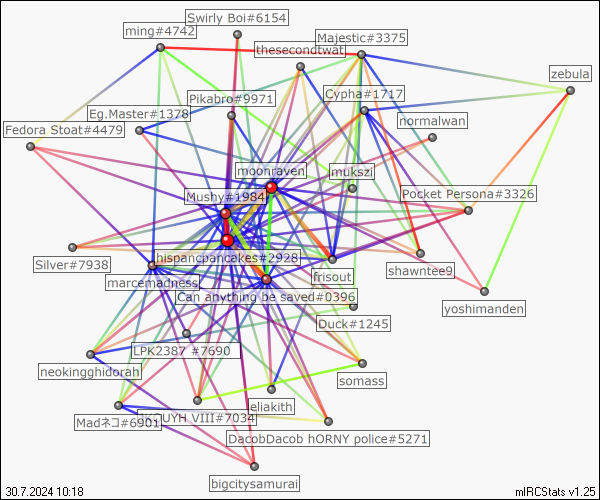 Swirly Boi#6154
ming#4742
Majestic#3375
thesecondtwat
zebula
Pikabro#9971
Cypha#1717
Eg.Master#1378
normalwan
Fedora Stoat#4479
moonraven
mukszi
Mushy#1984
Pocket Persona#3326
hispancpancakes#2928
Silver#7938
shawntee9
frisout
marcemadness
Can anything be saved#0396
yoshimanden
Duck#1245
LPK2387 #7690
neokingghidorah
somass
eliakith
VIII#7034
Madネコ#6901
DacobDacob hORNY police#5271
bigcitysamurai
30.7.2024 10:18
mIRCStats v1.25